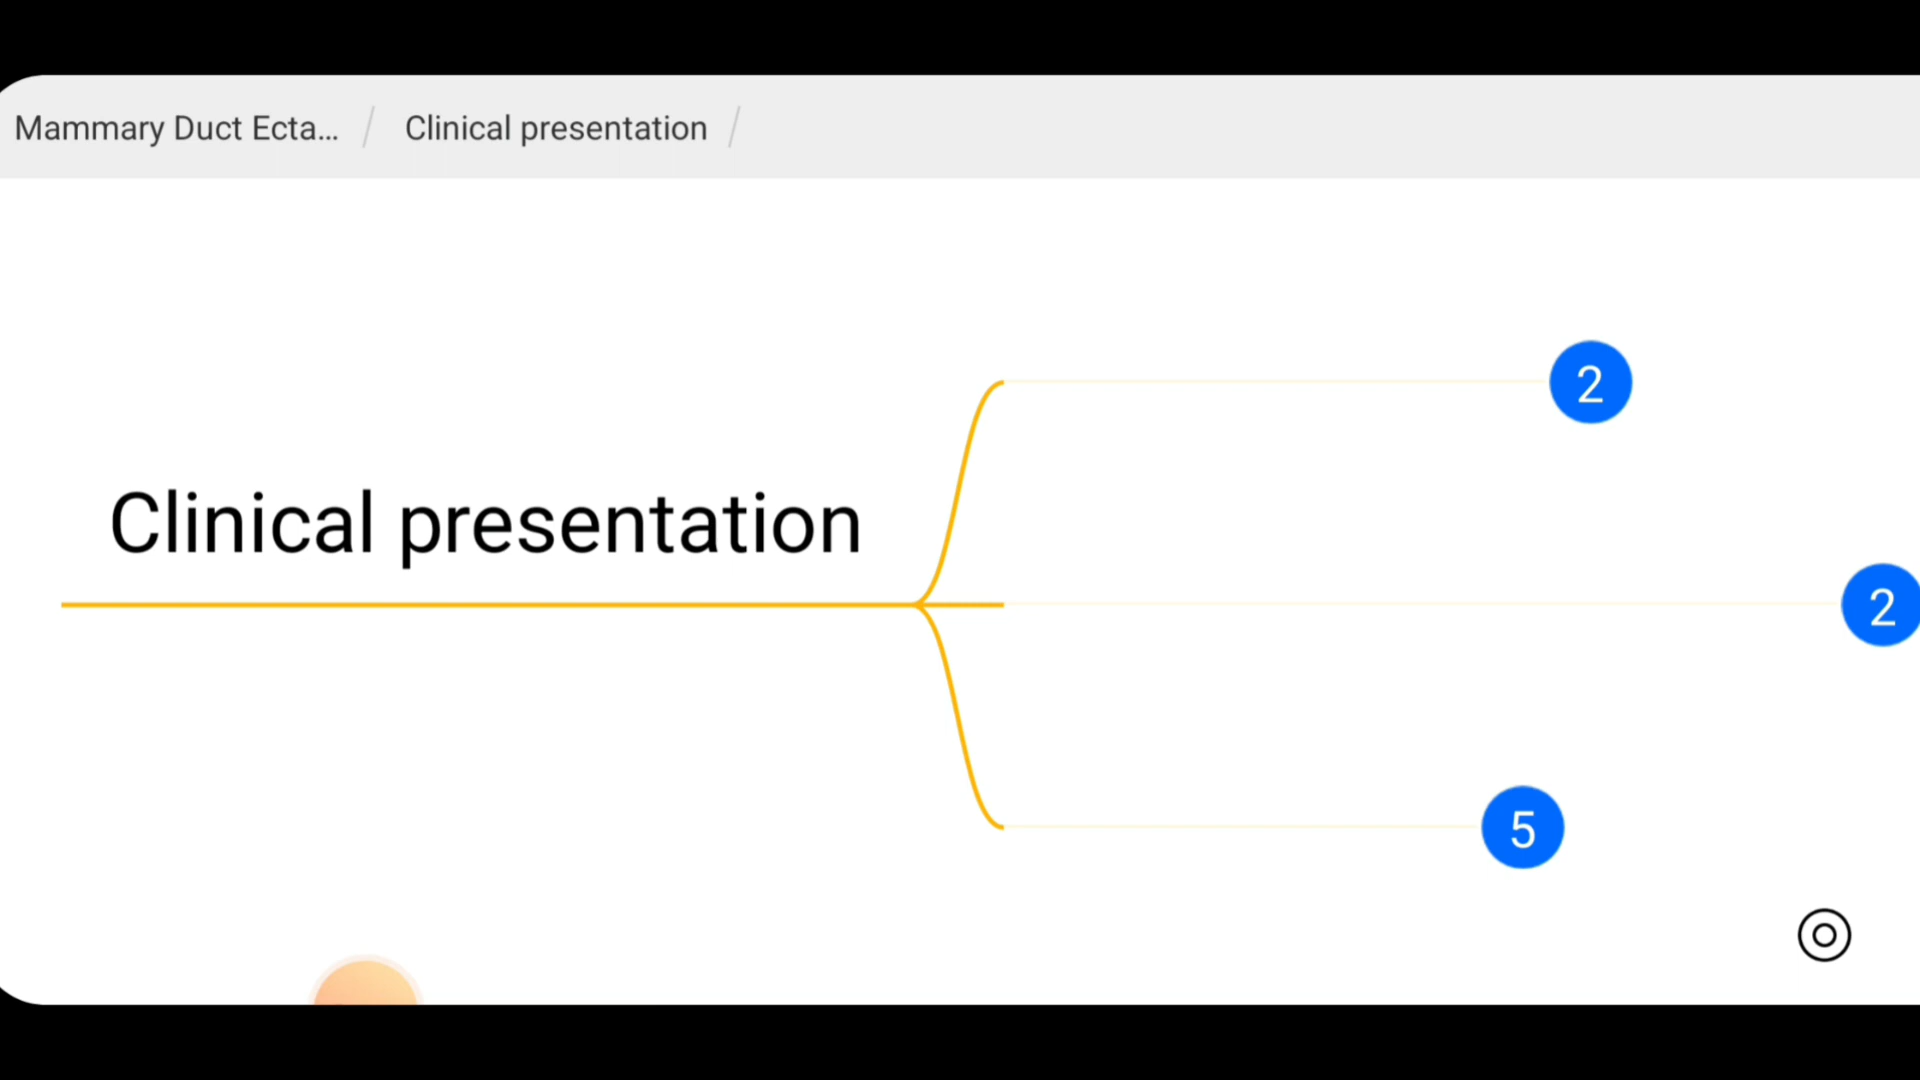 Mammary Duct Ecta... / Clinical presentation /
2
Clinical presentation
2
5